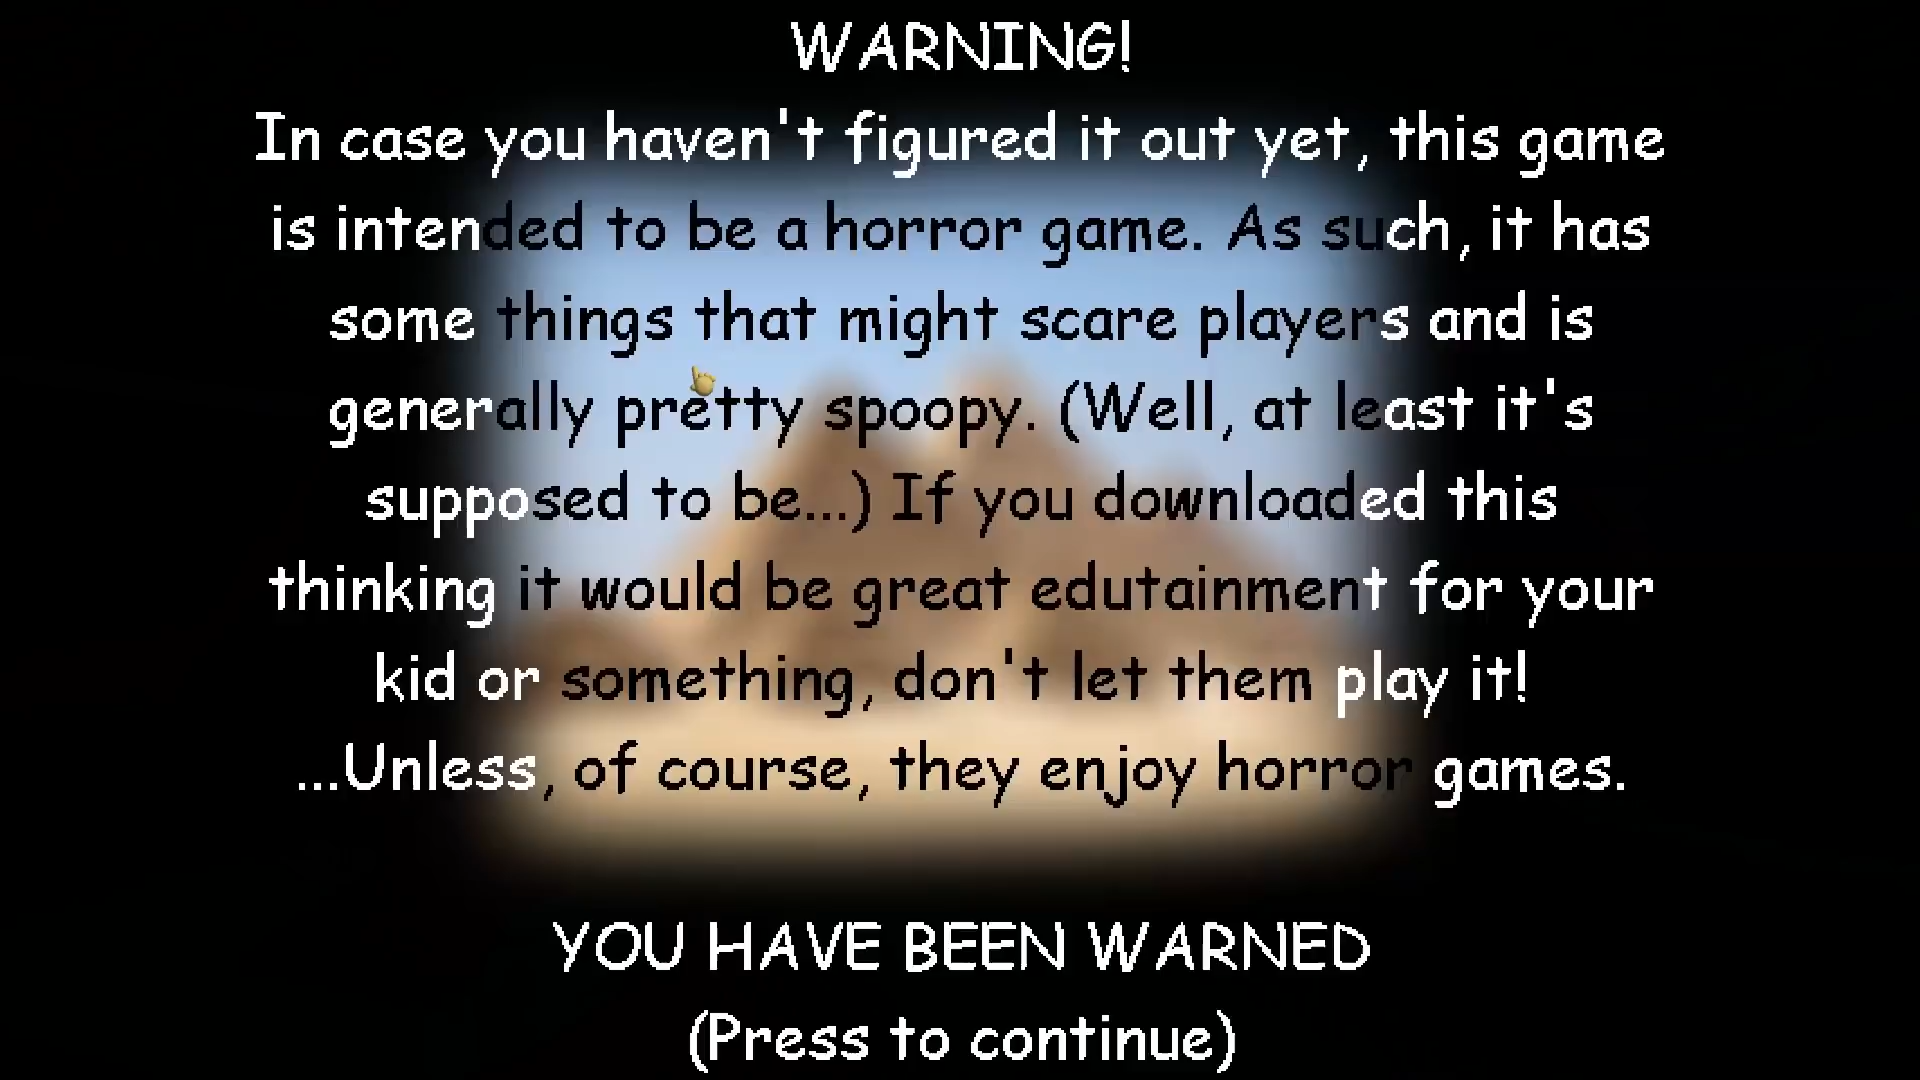 WARNING!
In case you haven't figured it out yet, this game
is intended to be a horror game. As such, it has
some things that might scare players and is
generally pretty spoopy. (Well, at least it's
supposed to be...) If you downloaded this
thinking it would be great edutainment for your
kid or something, don't let them play it!
...Unless, of course, they enjoy horror games.
YOU HAVE BEEN WARNED
(Press to continue)